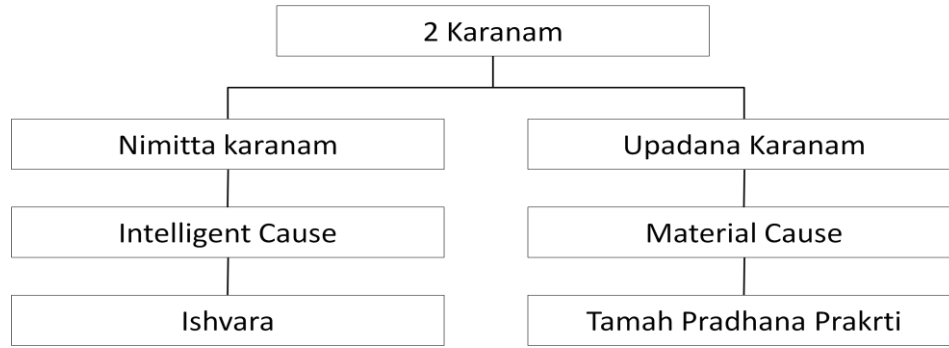 2 Karanam
Nimitta karanam
Upadana Karanam
Intelligent Cause
Material Cause
Ishvara
Tamah Pradhana Prakrti